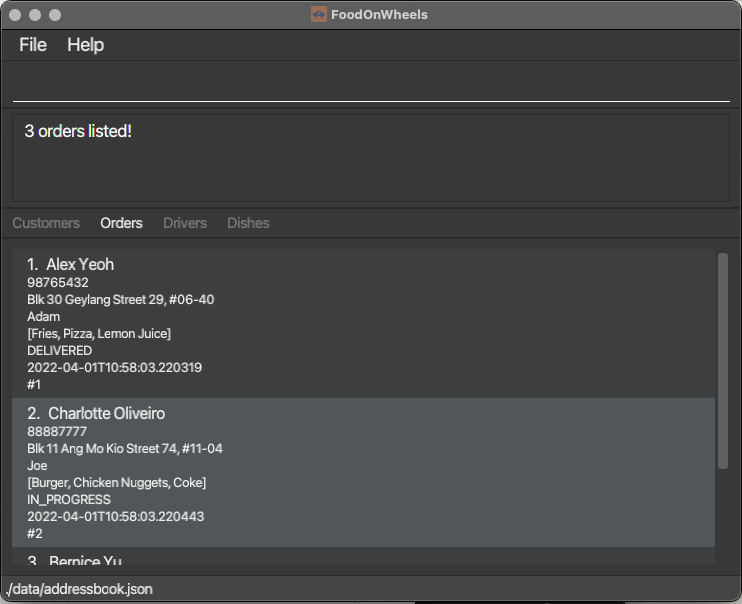 FoodOnWheels
File Help
3 orders listed!
Customers Orders Drivers Dishes
1. Alex Yeoh
98765432
Blk 30 Geylang Street 29, #06-40
Adam
[Fries, Pizza, Lemon Juice]
DELIVERED
2022-04-01T10:58:03.220319
#1
2. Charlotte Oliveiro
88887777
Blk 11 Ang Mo Kio Street 74, #11-04
Joe
[Burger, Chicken Nuggets, Coke]
IN_PROGRESS
2022-04-01T10:58:03.220443
#2
3. Bernice Yu
./data/addressbook.json